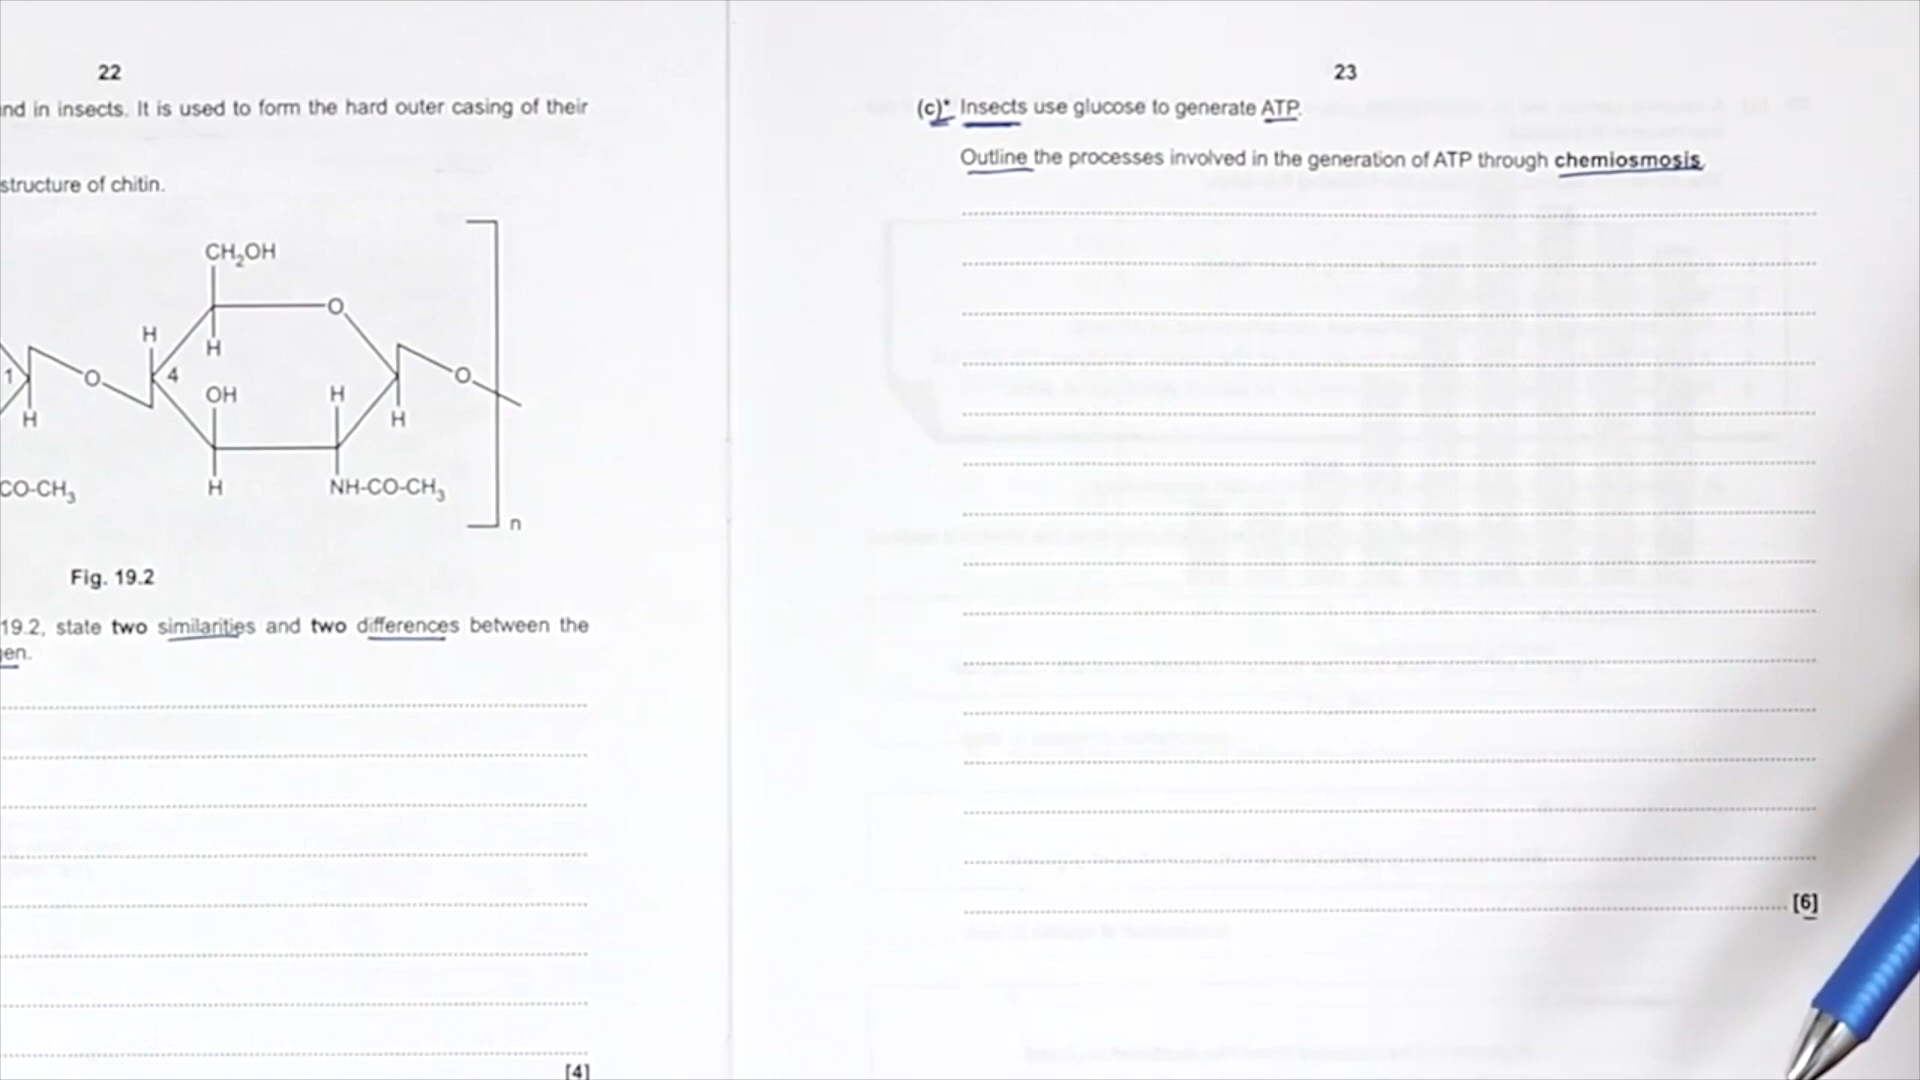 22
nd in insects. It is used to form the hard outer casing of their
structure of chitin.
CH₂OH
O
H
H
1
O
4
OH
H
O
H
H
CO-CH₃
H
NH-CO-CH₃
n
Fig. 19.2
19.2, state two similarities and two differences between the
en.
[4]
23
(c)* Insects use glucose to generate ATP.
Outline the processes involved in the generation of ATP through chemiosmosis.
[6]